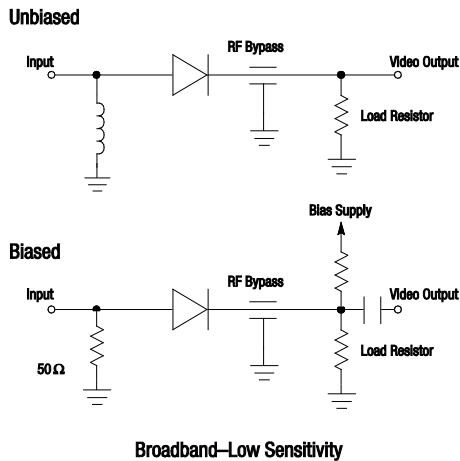 Unbiased
Input
RF Bypass
Video Output
Load Resistor
Bias Supply
Biased
Input
RF Bypass
Video Output
50 Ω
Load Resistor
Broadband–Low Sensitivity